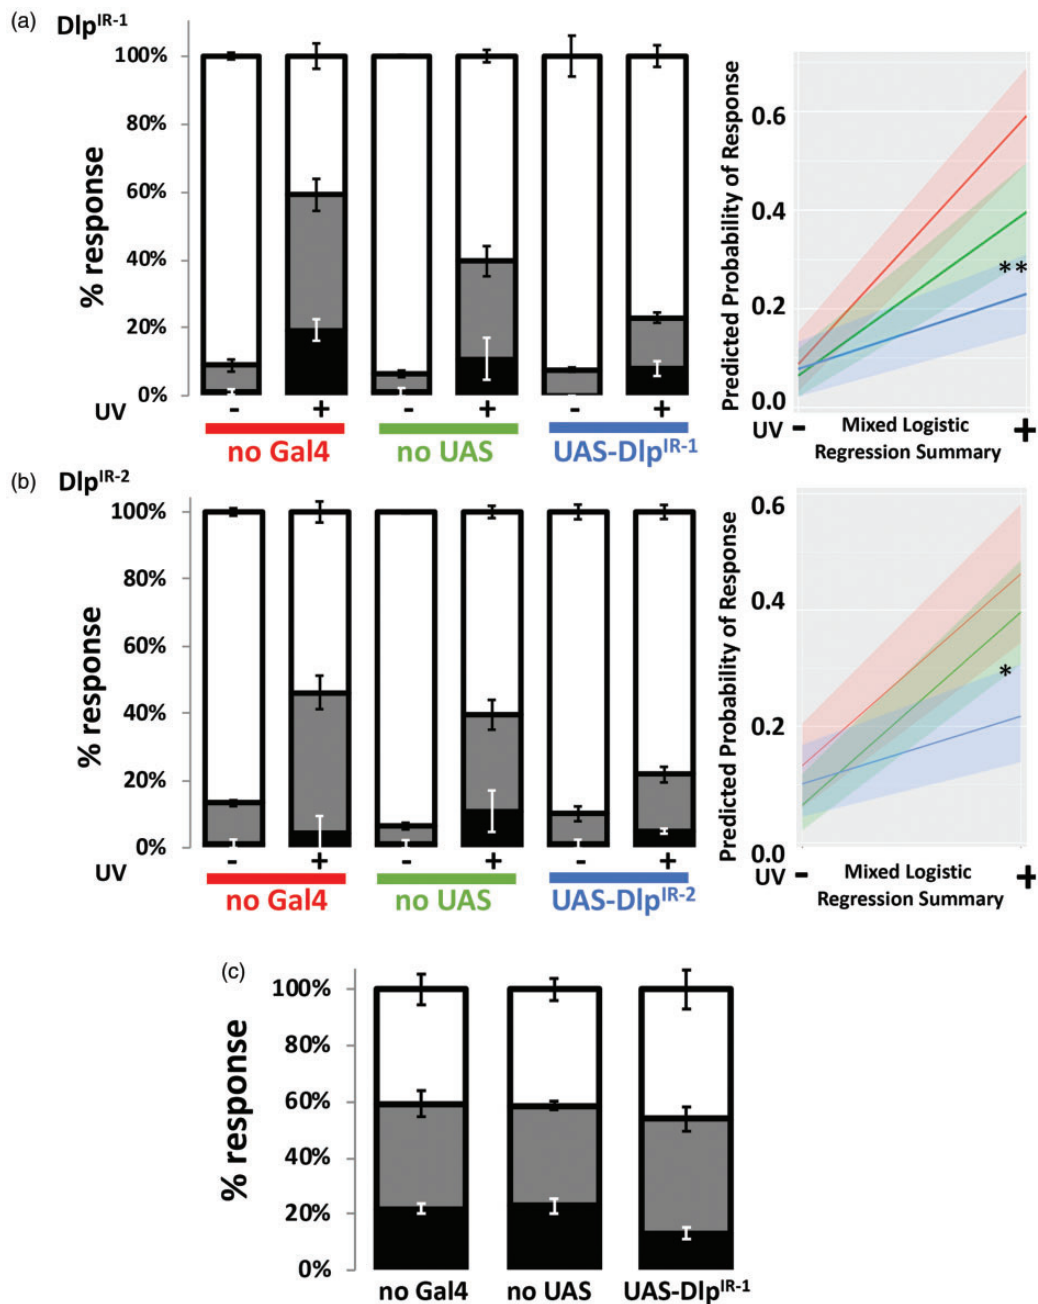 (a)
Dlp^IR-1
100%
80%
60%
40%
20%
0%
% response
UV - + - + - +
no Gal4 no UAS UAS-Dlp^IR-1
Predicted Probability of Response
0.6
0.4
0.2
0.0
**
UV - Mixed Logistic +
Regression Summary
(b)
Dlp^IR-2
100%
80%
60%
40%
20%
0%
% response
UV - + - + - +
no Gal4 no UAS UAS-Dlp^IR-2
Predicted Probability of Response
0.6
0.4
0.2
0.0
*
UV - Mixed Logistic +
Regression Summary
(c)
100%
80%
60%
40%
20%
0%
% response
no Gal4 no UAS UAS-Dlp^IR-1